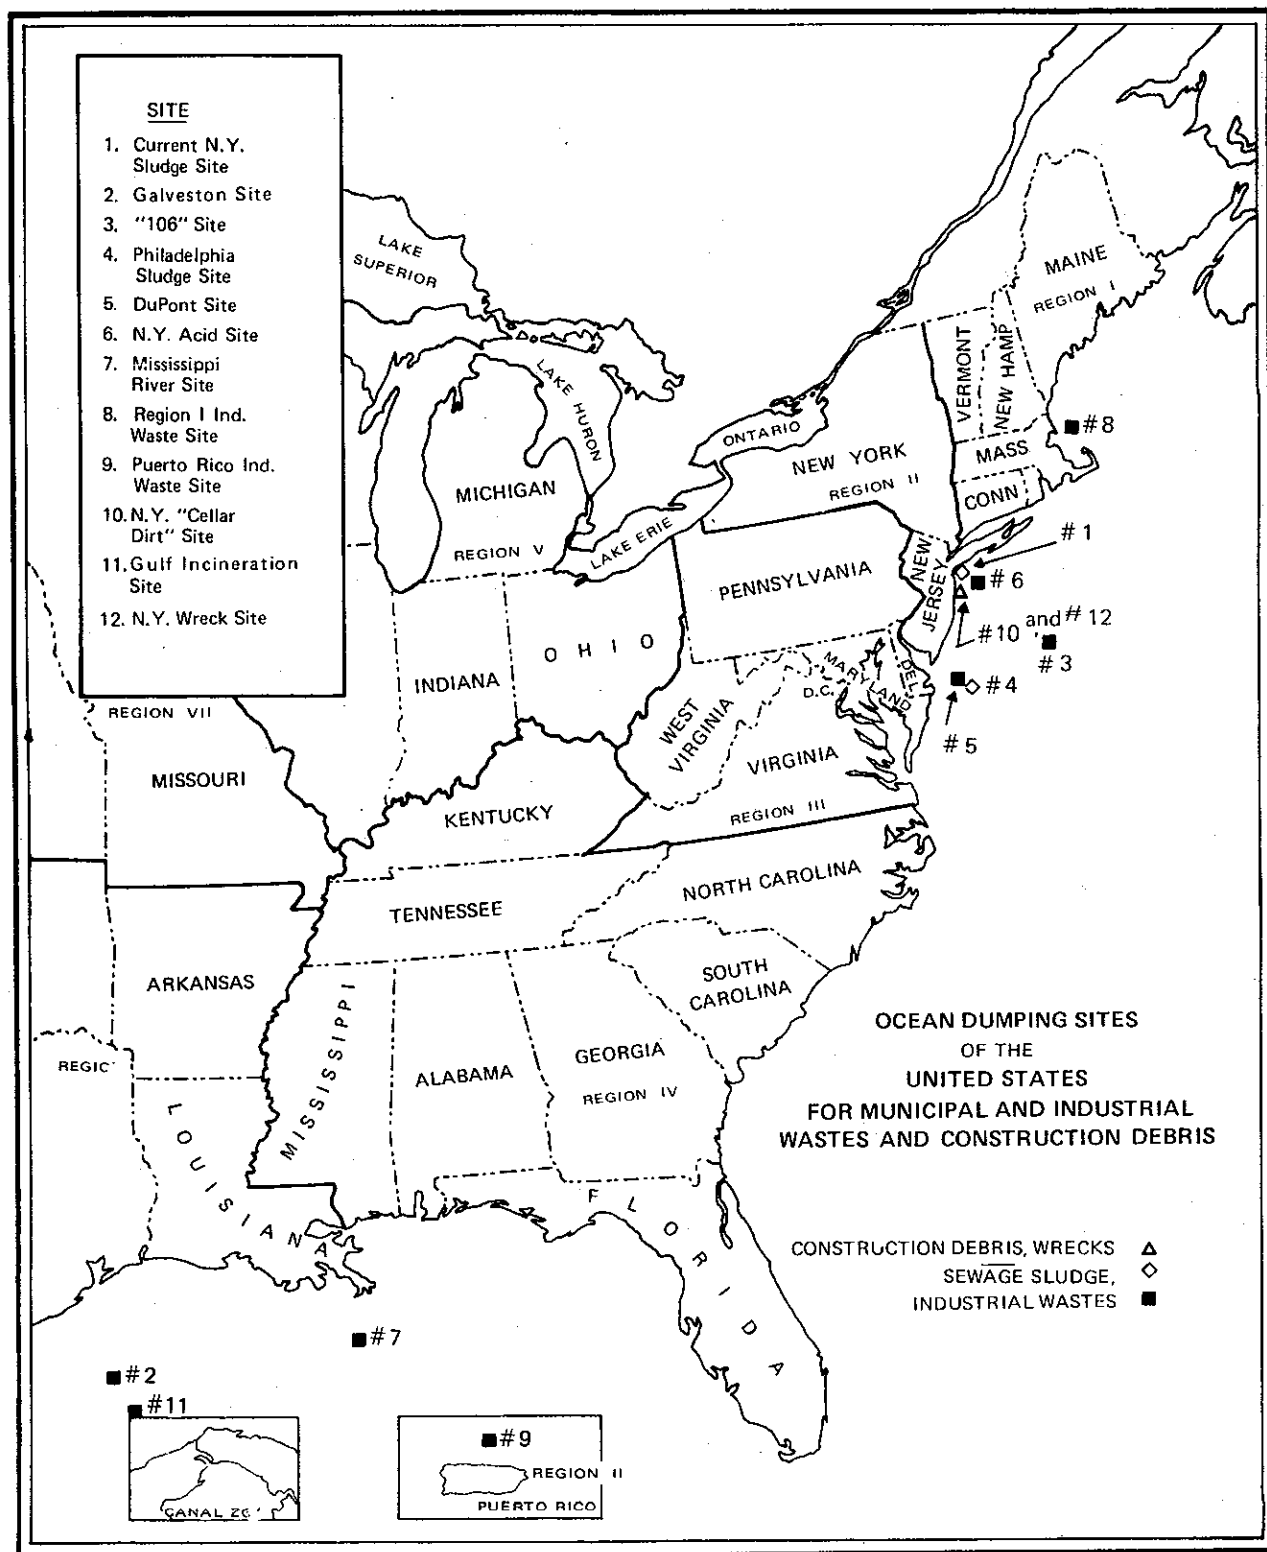 SITE
1. Current N.Y.
Sludge Site
2. Galveston Site
3. "106" Site
4. Philadelphia
Sludge Site
5. DuPont Site
6. N.Y. Acid Site
7. Mississippi
River Site
8. Region I Ind.
Waste Site
9. Puerto Rico Ind.
Waste Site
10. N.Y. "Cellar
Dirt" Site
11. Gulf Incineration
Site
12. N.Y. Wreck Site
LAKE
SUPERIOR
LAKE HURON
MAINE
REGION I
VERMONT
NEW HAMP
#8
ONTARIO
NEW YORK
REGION II
MASS
CONN
MICHIGAN
REGION V
LAKE ERIE
#1
NEW
JERSEY
PENNSYLVANIA
#6
#10 and #12
#3
OHIO
INDIANA
MARYLAND
DEL
D.C.
#4
WEST
VIRGINIA
#5
REGION VII
MISSOURI
VIRGINIA
REGION III
KENTUCKY
NORTH CAROLINA
TENNESSEE
ARKANSAS
SOUTH
CAROLINA
MISSISSIPPI
GEORGIA
REGION IV
ALABAMA
REGIC
LOUISIANA
FLORIDA
OCEAN DUMPING SITES
OF THE
UNITED STATES
FOR MUNICIPAL AND INDUSTRIAL
WASTES AND CONSTRUCTION DEBRIS
CONSTRUCTION DEBRIS, WRECKS
SEWAGE SLUDGE,
INDUSTRIAL WASTES
#7
#2
#11
#9
REGION II
PUERTO RICO
CANAL